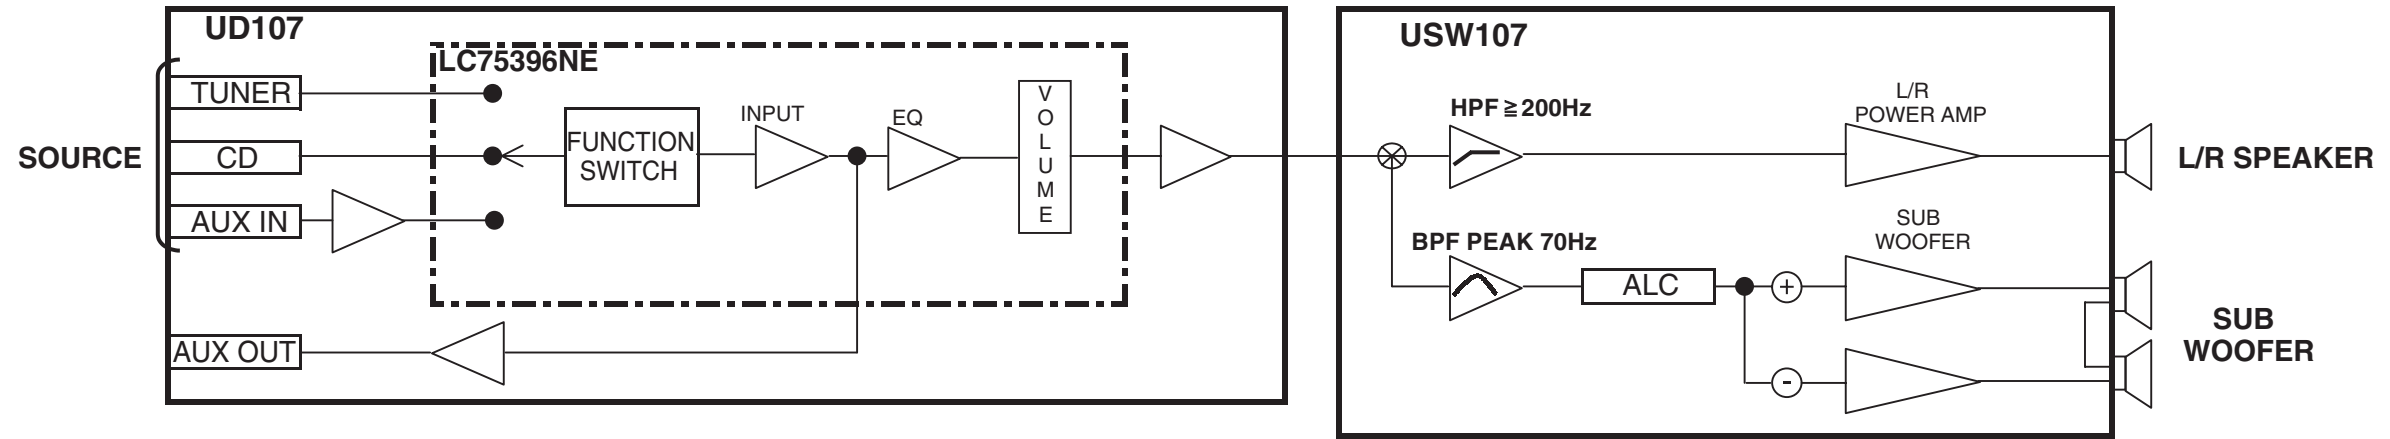 UD107
LC75396NE
SOURCE
TUNER
CD
AUX IN
AUX OUT
FUNCTION
SWITCH
INPUT
EQ
V
O
L
U
M
E
USW107
HPF≧200Hz
L/R
POWER AMP
L/R SPEAKER
BPF PEAK 70Hz
ALC
+
-
SUB
WOOFER
SUB
WOOFER